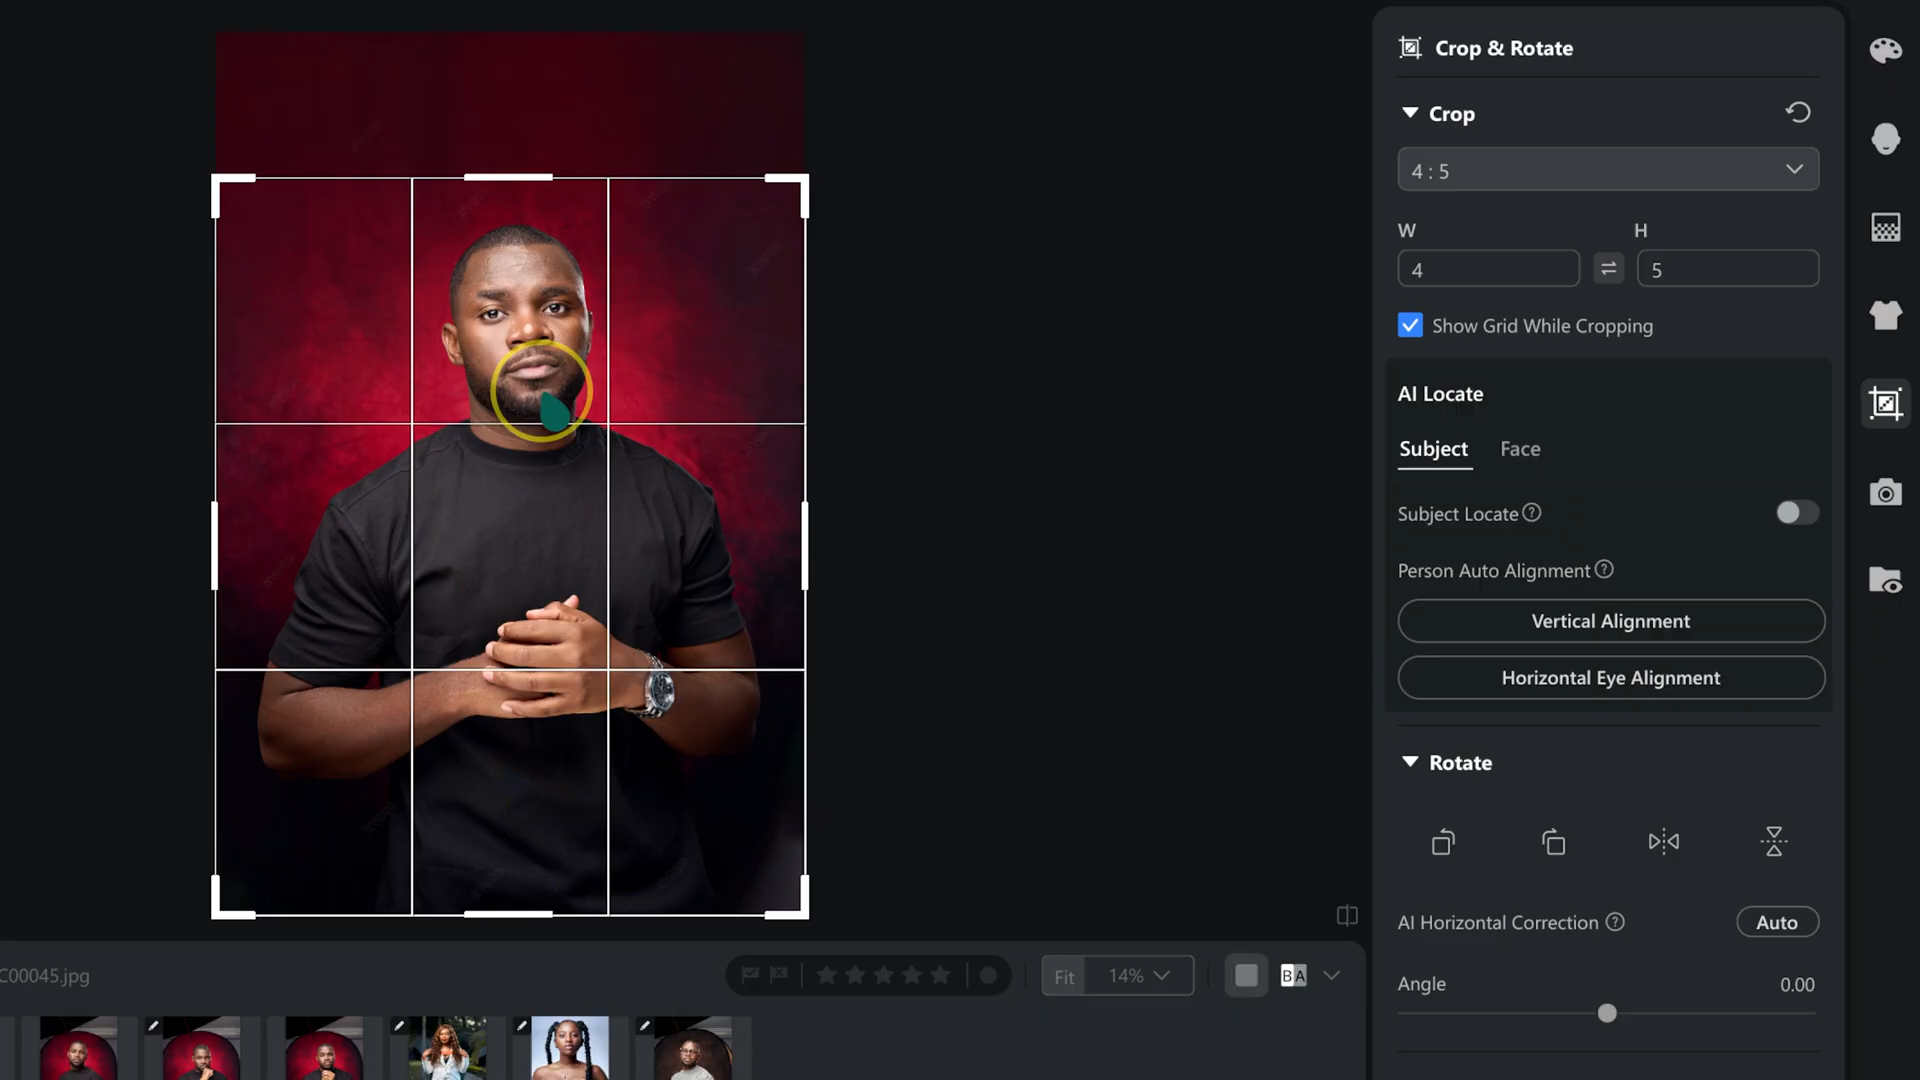 Crop & Rotate
Crop
4 : 5
W
H
4
5
Show Grid While Cropping
AI Locate
Subject
Face
Subject Locate
Person Auto Alignment
Vertical Alignment
Horizontal Eye Alignment
Rotate
AI Horizontal Correction
Auto
Angle
0.00
C00045.jpg
Fit
14%
BA